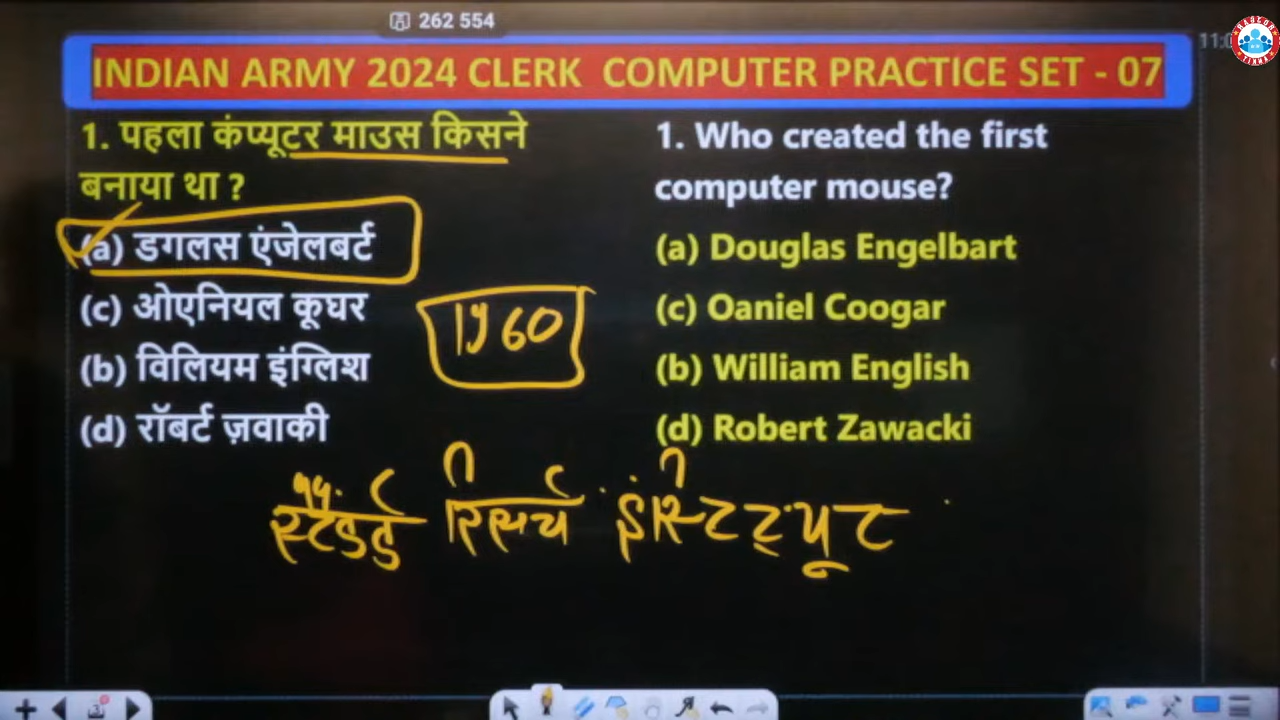 262 554
INDIAN ARMY 2024 CLERK COMPUTER PRACTICE SET - 07
1. पहला कंप्यूटर माउस किसने
बनाया था ?
(a) डगलस एंजेलबर्ट
(c) ओएनियल कूघर
(b) विलियम इंग्लिश
(d) रॉबर्ट ज़वाकी
1. Who created the first
computer mouse?
(a) Douglas Engelbart
(c) Oaniel Coogar
(b) William English
(d) Robert Zawacki
1960
स्टैंडर्ड रिसर्च इंस्टिट्यूट